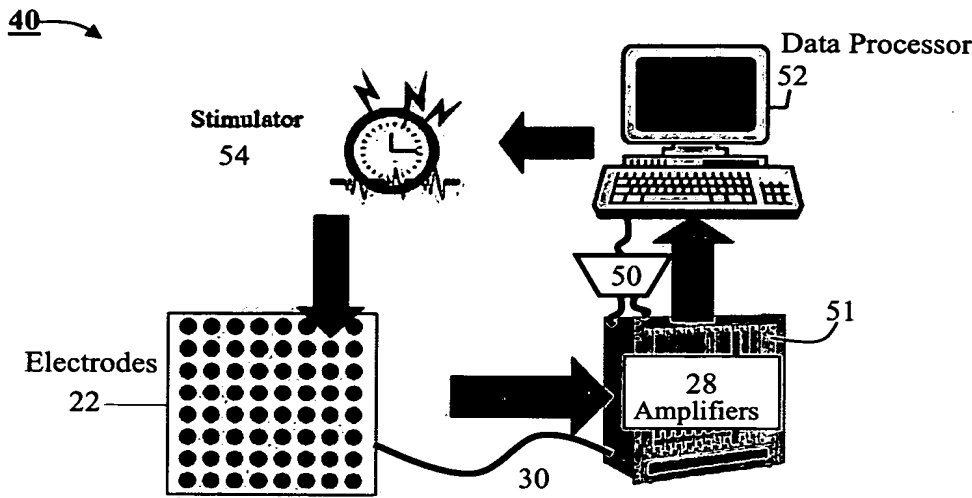 40
Data Processor
52
Stimulator
54
50
51
Electrodes
22
28
Amplifiers
30